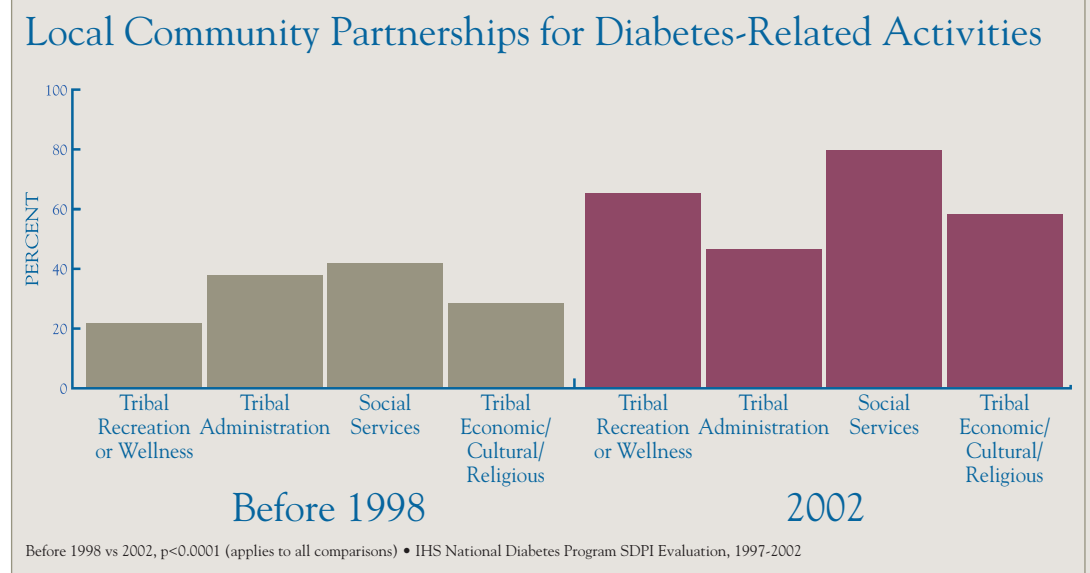 Local Community Partnerships for Diabetes-Related Activities
PERCENT
100
80
60
40
20
0
Tribal
Recreation
or Wellness
Tribal
Administration
Social
Services
Tribal
Economic/
Cultural/
Religious
Tribal
Recreation
or Wellness
Tribal
Administration
Social
Services
Tribal
Economic/
Cultural/
Religious
Before 1998
2002
Before 1998 vs 2002, p<0.0001 (applies to all comparisons) • IHS National Diabetes Program SDPI Evaluation, 1997-2002